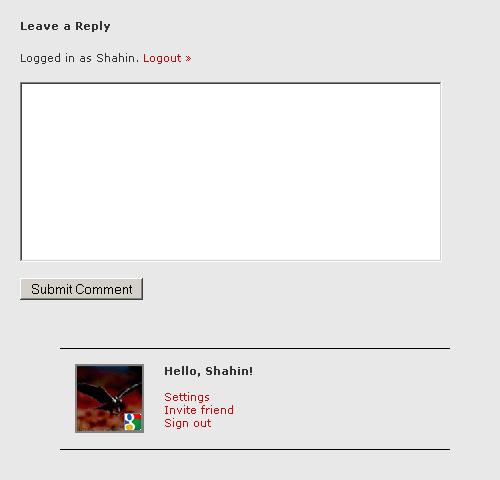 Leave a Reply
Logged in as Shahin. Logout »
Submit Comment
Hello, Shahin!
Settings
Invite friend
Sign out